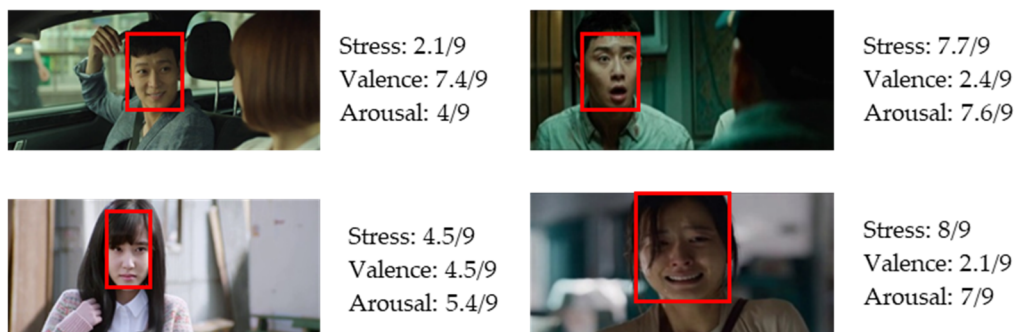 Stress: 2.1/9
Valence: 7.4/9
Arousal: 4/9
Stress: 7.7/9
Valence: 2.4/9
Arousal: 7.6/9
Stress: 4.5/9
Valence: 4.5/9
Arousal: 5.4/9
Stress: 8/9
Valence: 2.1/9
Arousal: 7/9